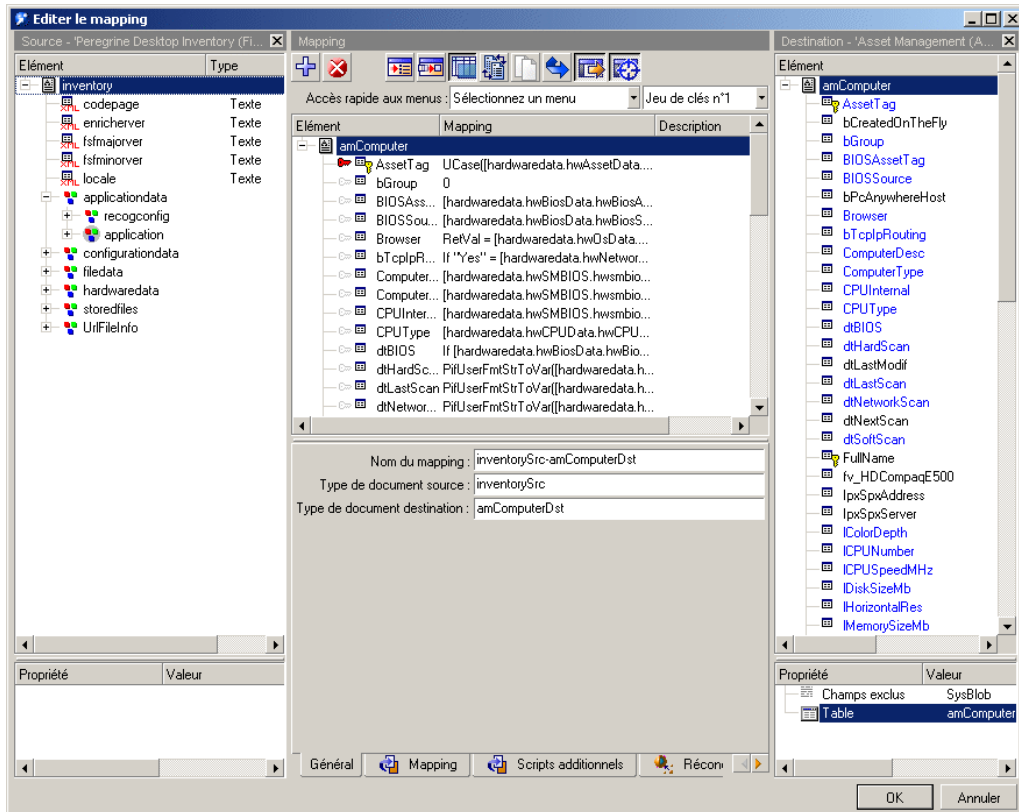 Editer le mapping
Source - 'Peregrine Desktop Inventory (Fi...
Elément Type
inventory
codepage Texte
enricherver Texte
fsfmajorver Texte
fsfminorver Texte
locale Texte
applicationdata
recogconfig
application
configurationdata
filedata
hardwaredata
storedfiles
UrlFileInfo
Propriété Valeur
Mapping
Accès rapide aux menus : Sélectionnez un menu Jeu de clés n°1
Elément Mapping Description
amComputer
AssetTag UCase([hardwaredata.hwAssetData....
bGroup 0
BIOSAss... [hardwaredata.hwBiosData.hwBiosA...
BIOSSou... [hardwaredata.hwBiosData.hwBiosS...
Browser RetVal = [hardwaredata.hwOsData....
bTcpIpR... If "Yes" = [hardwaredata.hwNetwor...
Computer... [hardwaredata.hwSMBIOS.hwsmbio...
Computer... [hardwaredata.hwSMBIOS.hwsmbio...
CPUInter... [hardwaredata.hwSMBIOS.hwsmbio...
CPUType [hardwaredata.hwCPUData.hwCPU...
dtBIOS If [hardwaredata.hwBiosData.hwBio...
dtHardSc... PifUserFmtStrToVar([hardwaredata.h...
dtLastScan PifUserFmtStrToVar([hardwaredata.h...
dtNetwor... PifUserFmtStrToVar([hardwaredata.h...
Nom du mapping : inventorySrc-amComputerDst
Type de document source : inventorySrc
Type de document destination : amComputerDst
Général Mapping Scripts additionnels Récon
Destination - 'Asset Management (A...
Elément
amComputer
AssetTag
bCreatedOnTheFly
bGroup
BIOSAssetTag
BIOSSource
bPcAnywhereHost
Browser
bTcpIpRouting
ComputerDesc
ComputerType
CPUInternal
CPUType
dtBIOS
dtHardScan
dtLastModif
dtLastScan
dtNetworkScan
dtNextScan
dtSoftScan
FullName
fv_HDCompaqE500
IpxSpxAddress
IpxSpxServer
lColorDepth
lCPUNumber
lCPUSpeedMHz
lDiskSizeMb
lHorizontalRes
lMemorySizeMb
Propriété Valeur
Champs exclus SysBlob
Table amComputer
OK Annuler